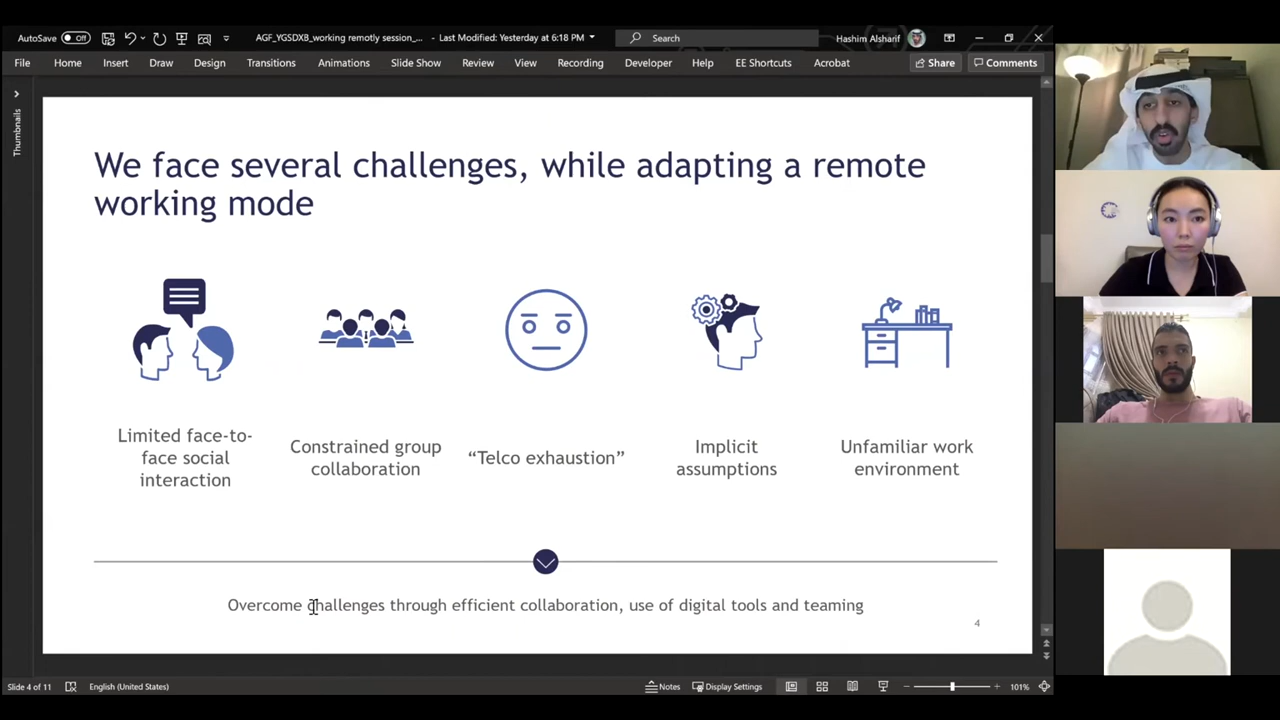 AutoSave Off AGF_YGSDXB_working remotly session_... - Last Modified: Yesterday at 6:18 PM Search Hashim Alsharif
File Home Insert Draw Design Transitions Animations Slide Show Review View Recording Developer Help EE Shortcuts Acrobat Share Comments
Thumbnails
We face several challenges, while adapting a remote
working mode
Limited face-to-
face social
interaction
Constrained group
collaboration
“Telco exhaustion”
Implicit
assumptions
Unfamiliar work
environment
Overcome challenges through efficient collaboration, use of digital tools and teaming
4
Slide 4 of 11 English (United States) Notes Display Settings 101%